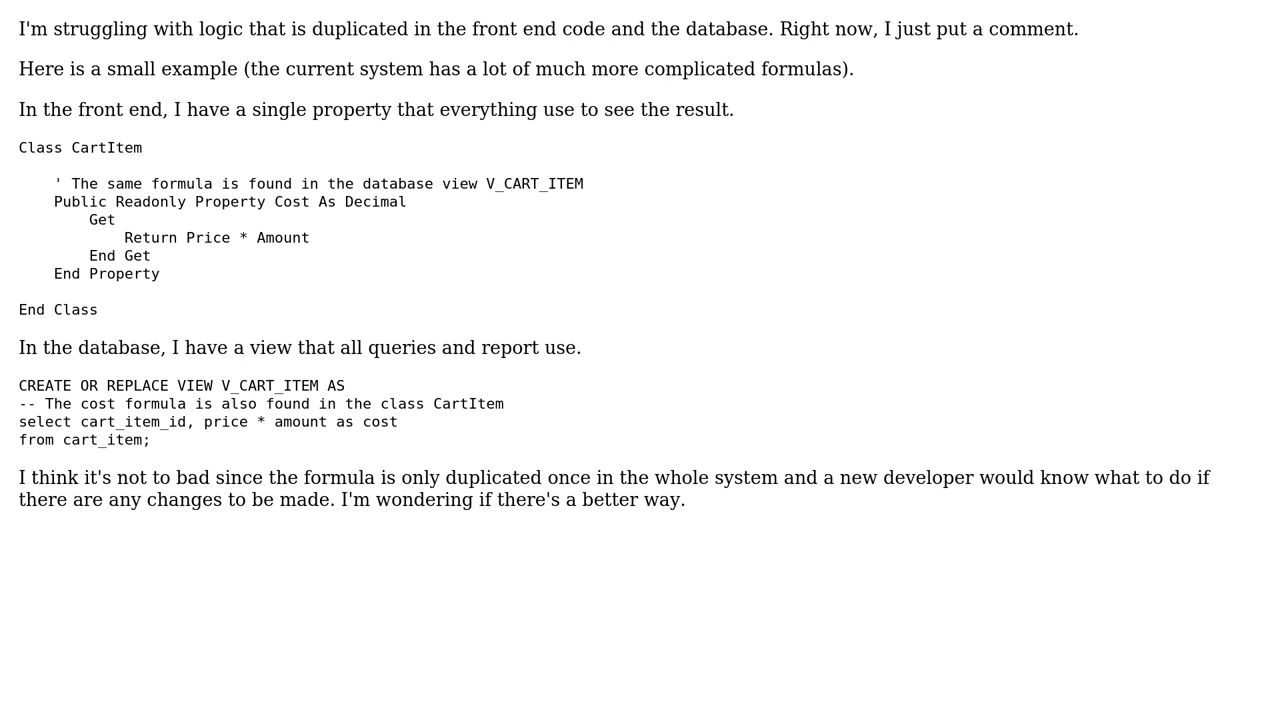 I'm struggling with logic that is duplicated in the front end code and the database. Right now, I just put a comment.
Here is a small example (the current system has a lot of much more complicated formulas).
In the front end, I have a single property that everything use to see the result.
Class CartItem
    ' The same formula is found in the database view V_CART_ITEM
    Public Readonly Property Cost As Decimal
        Get
            Return Price * Amount
        End Get
    End Property
End Class
In the database, I have a view that all queries and report use.
CREATE OR REPLACE VIEW V_CART_ITEM AS
-- The cost formula is also found in the class CartItem
select cart_item_id, price * amount as cost
from cart_item;
I think it's not to bad since the formula is only duplicated once in the whole system and a new developer would know what to do if
there are any changes to be made. I'm wondering if there's a better way.